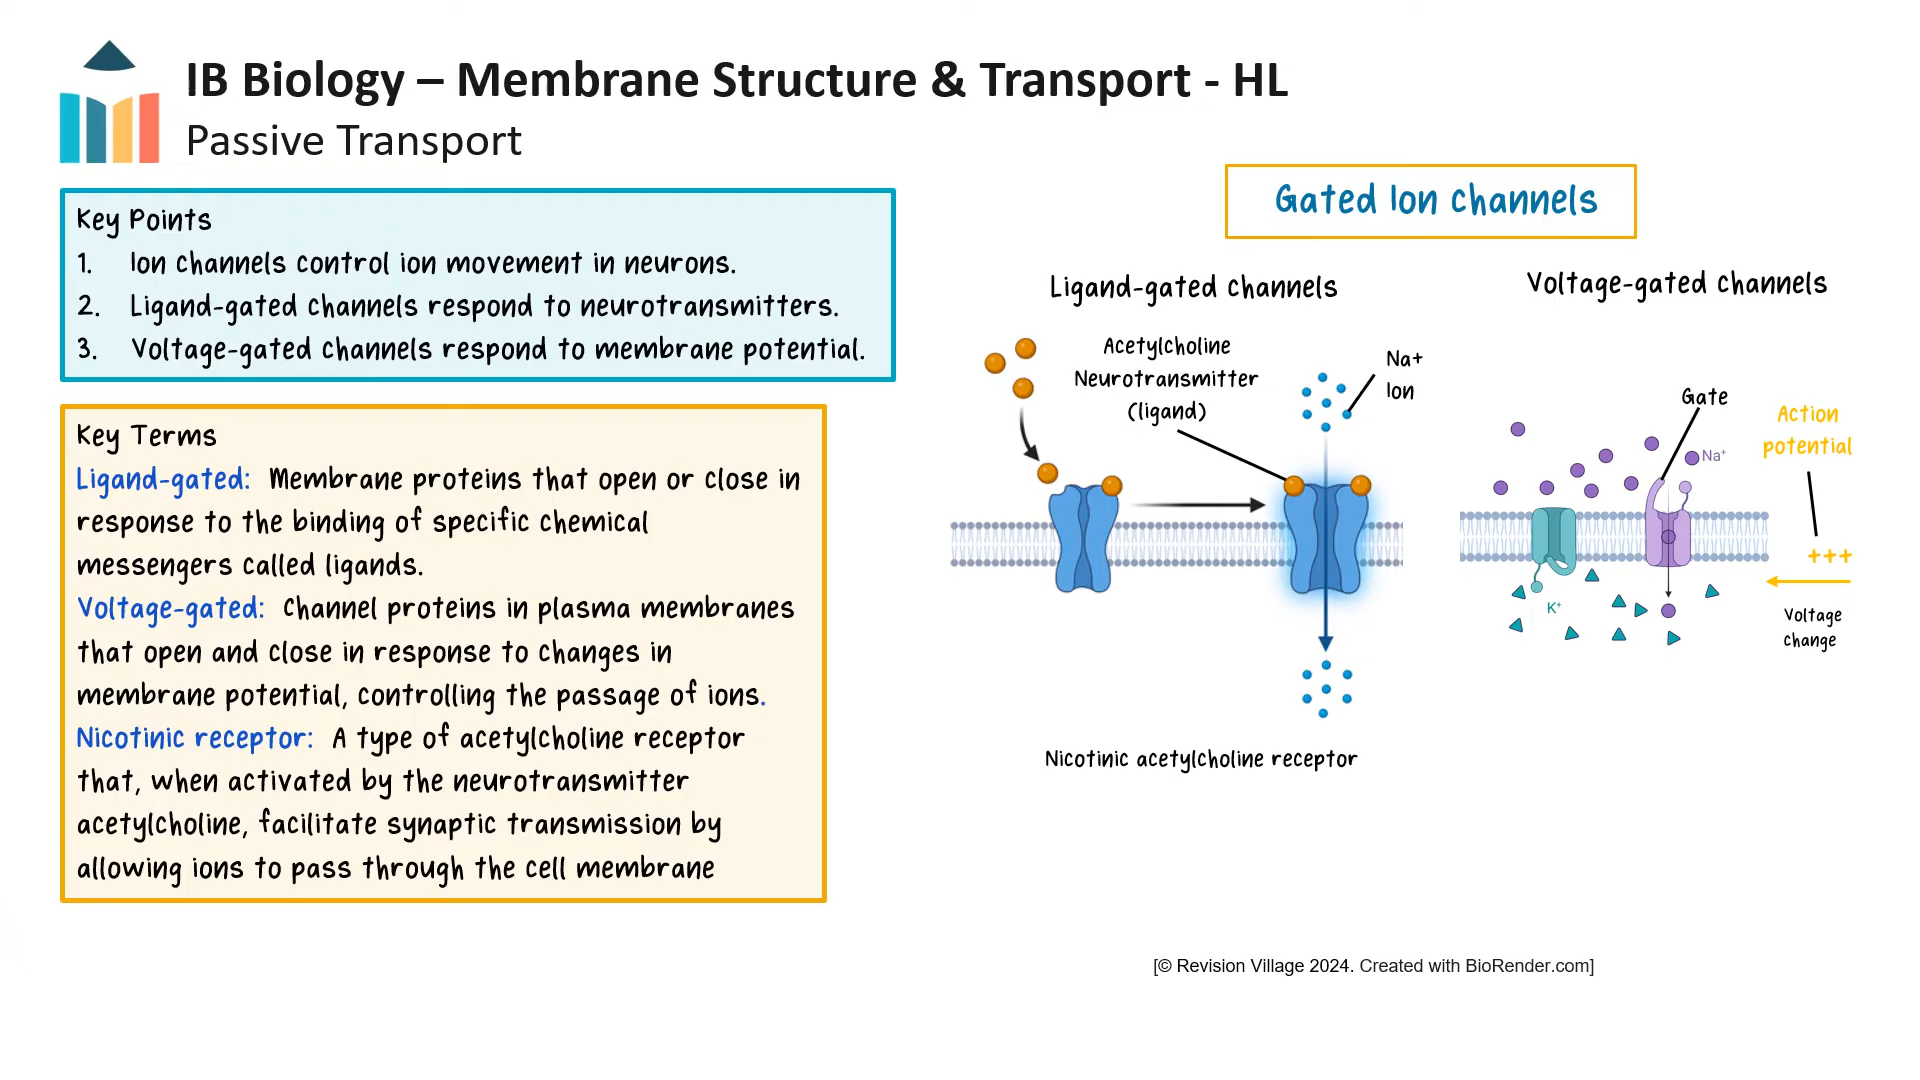 IB Biology – Membrane Structure & Transport - HL
Passive Transport
Key Points
1. Ion channels control ion movement in neurons.
2. Ligand-gated channels respond to neurotransmitters.
3. Voltage-gated channels respond to membrane potential.
Key Terms
Ligand-gated: Membrane proteins that open or close in
response to the binding of specific chemical
messengers called ligands.
Voltage-gated: Channel proteins in plasma membranes
that open and close in response to changes in
membrane potential, controlling the passage of ions.
Nicotinic receptor: A type of acetylcholine receptor
that, when activated by the neurotransmitter
acetylcholine, facilitate synaptic transmission by
allowing ions to pass through the cell membrane
Gated Ion channels
Ligand-gated channels
Acetylcholine
Neurotransmitter
(ligand)
Na+
Ion
Nicotinic acetylcholine receptor
Voltage-gated channels
Gate
Action
potential
Na⁺
+++
K⁺
Voltage
change
[© Revision Village 2024. Created with BioRender.com]